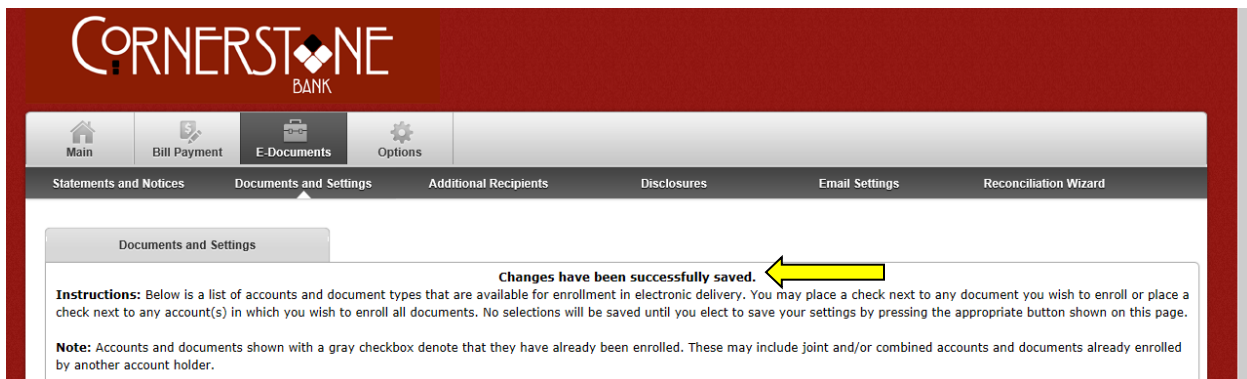 CORNERSTONE
BANK
Main Bill Payment E-Documents Options
Statements and Notices Documents and Settings Additional Recipients Disclosures Email Settings Reconciliation Wizard
Documents and Settings
Changes have been successfully saved.
Instructions: Below is a list of accounts and document types that are available for enrollment in electronic delivery. You may place a check next to any document you wish to enroll or place a
check next to any account(s) in which you wish to enroll all documents. No selections will be saved until you elect to save your settings by pressing the appropriate button shown on this page.
Note: Accounts and documents shown with a gray checkbox denote that they have already been enrolled. These may include joint and/or combined accounts and documents already enrolled
by another account holder.